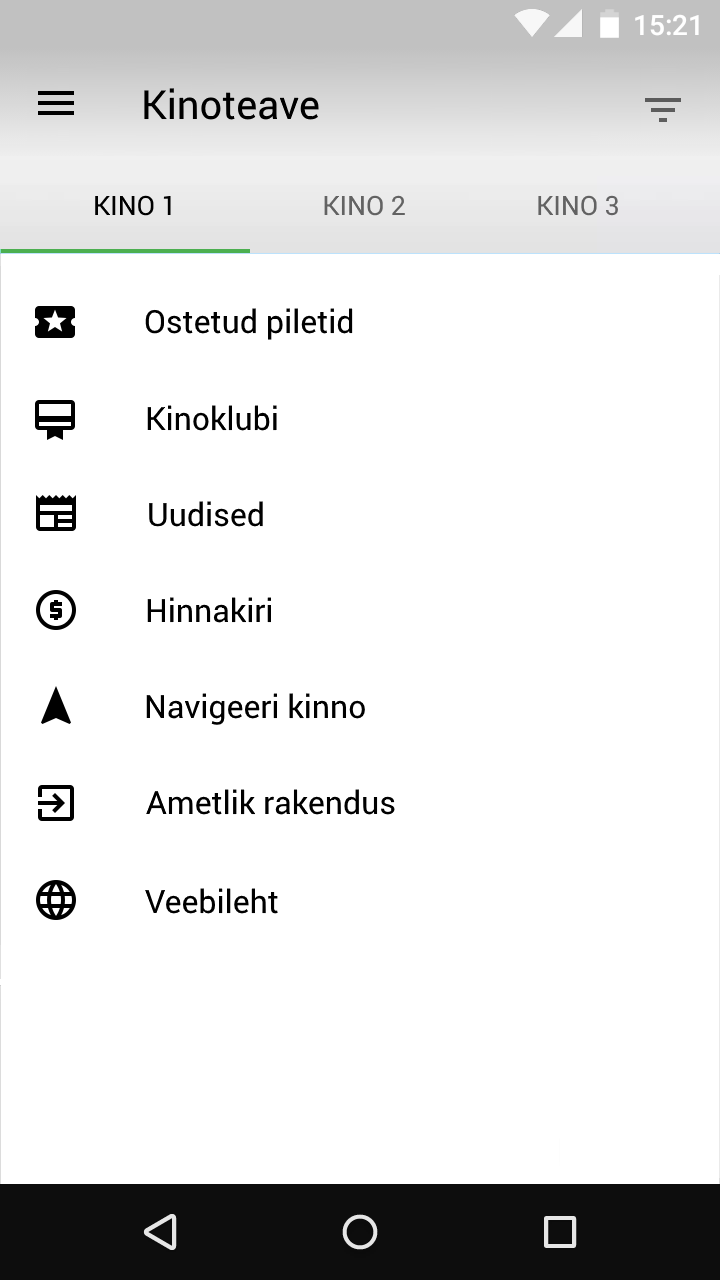 15:21
Kinoteave
KINO 1 KINO 2 KINO 3
Ostetud piletid
Kinoklubi
Uudised
Hinnakiri
Navigeeri kinno
Ametlik rakendus
Veebileht